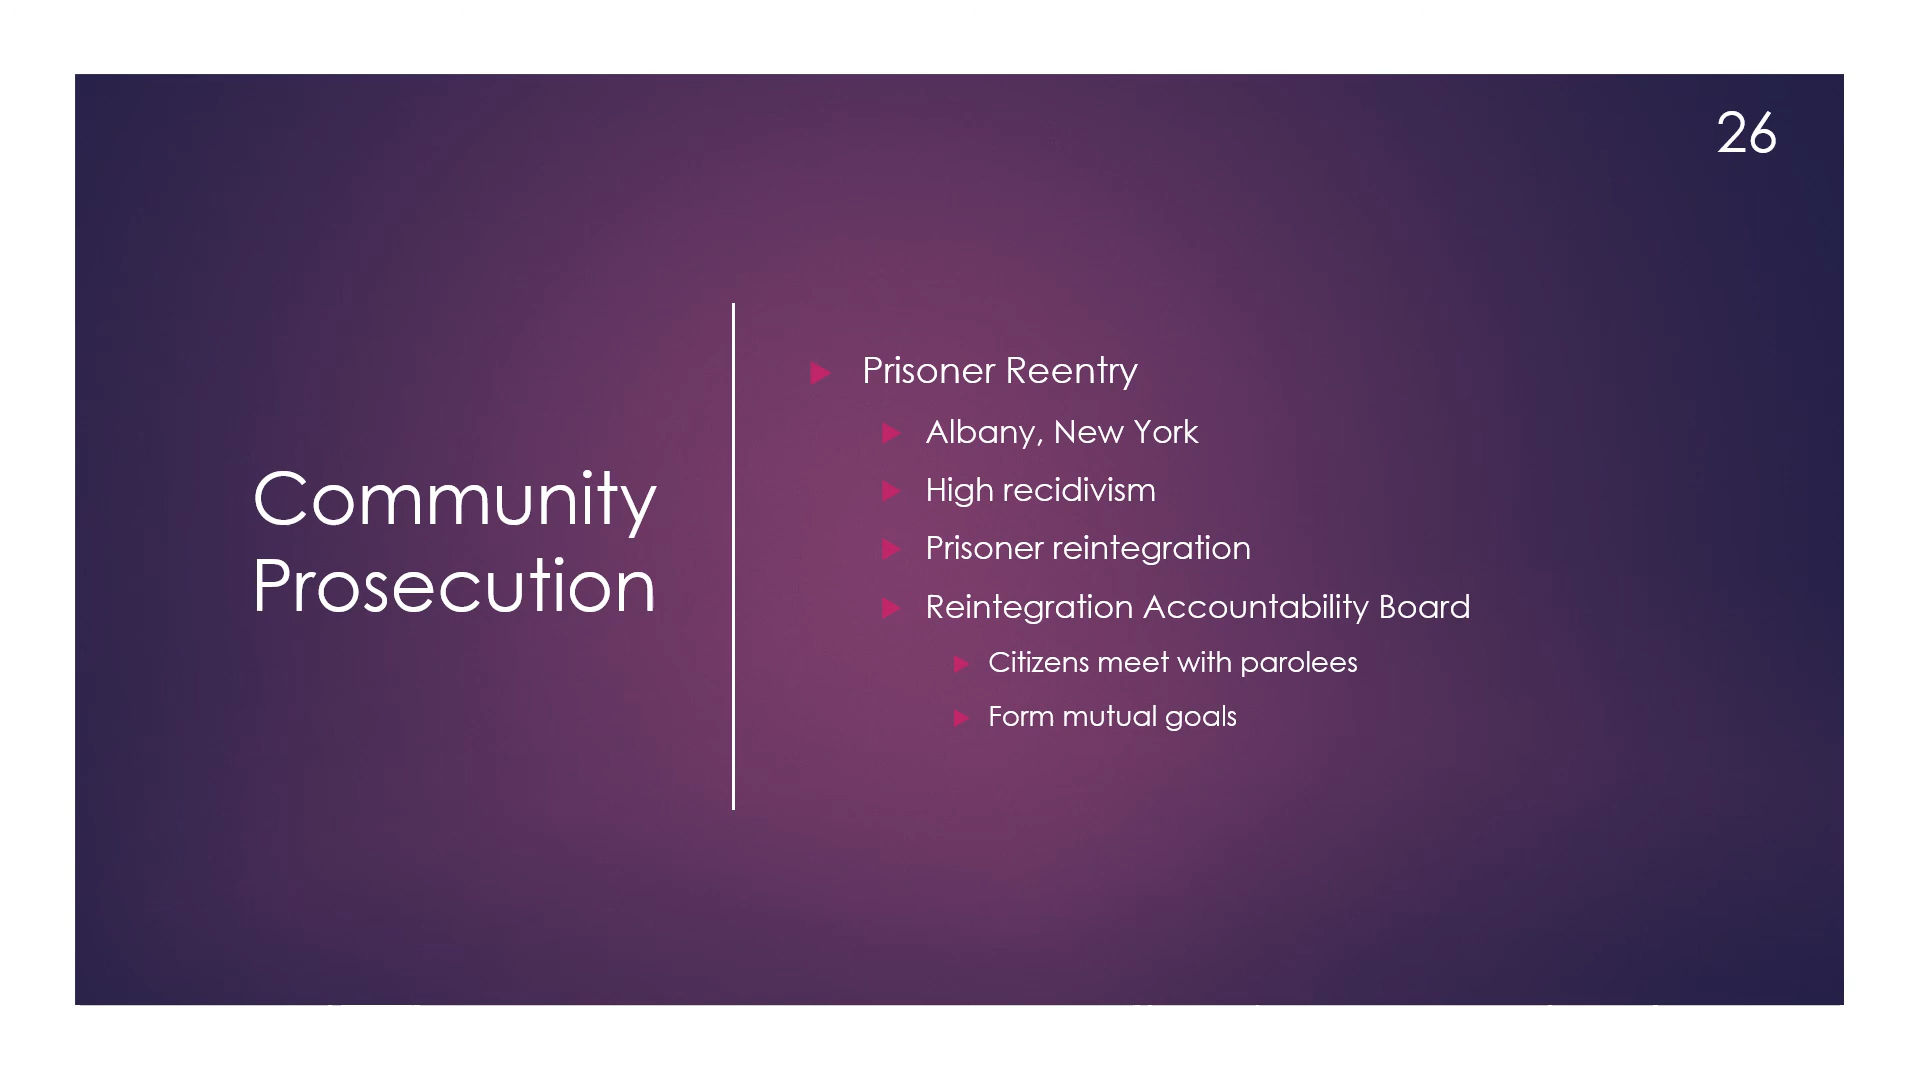 26
Community
Prosecution
Prisoner Reentry
Albany, New York
High recidivism
Prisoner reintegration
Reintegration Accountability Board
Citizens meet with parolees
Form mutual goals